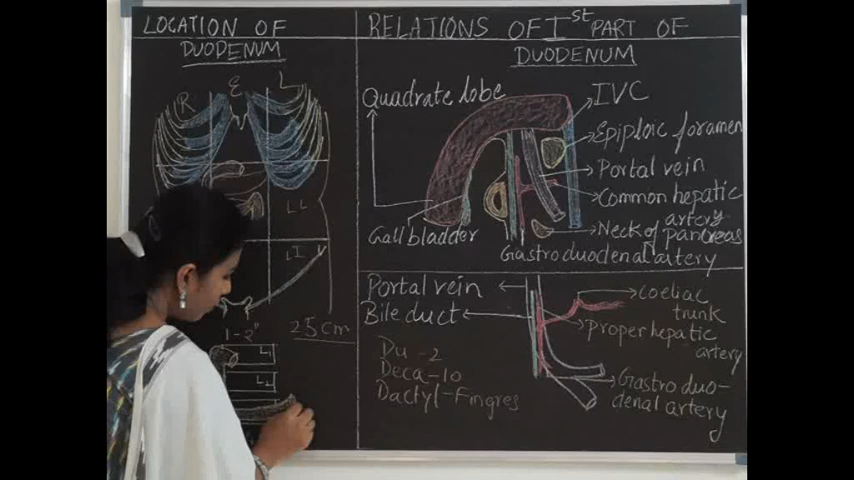 LOCATION OF
DUODENUM
R
E
L
LL
LI
1-2"
25cm
L1
L2
RELATIONS OF Ist PART OF
DUODENUM
Quadrate lobe
IVC
Epiploic foramen
Portal vein
Common hepatic
artery
Neck of pancreas
Gall bladder
Gastroduodenal artery
Portal vein
Bile duct
Coeliac
trunk
Proper hepatic
artery
Gastro duo-
denal artery
Du - 2
Deca - 10
Dactyl - Fingres